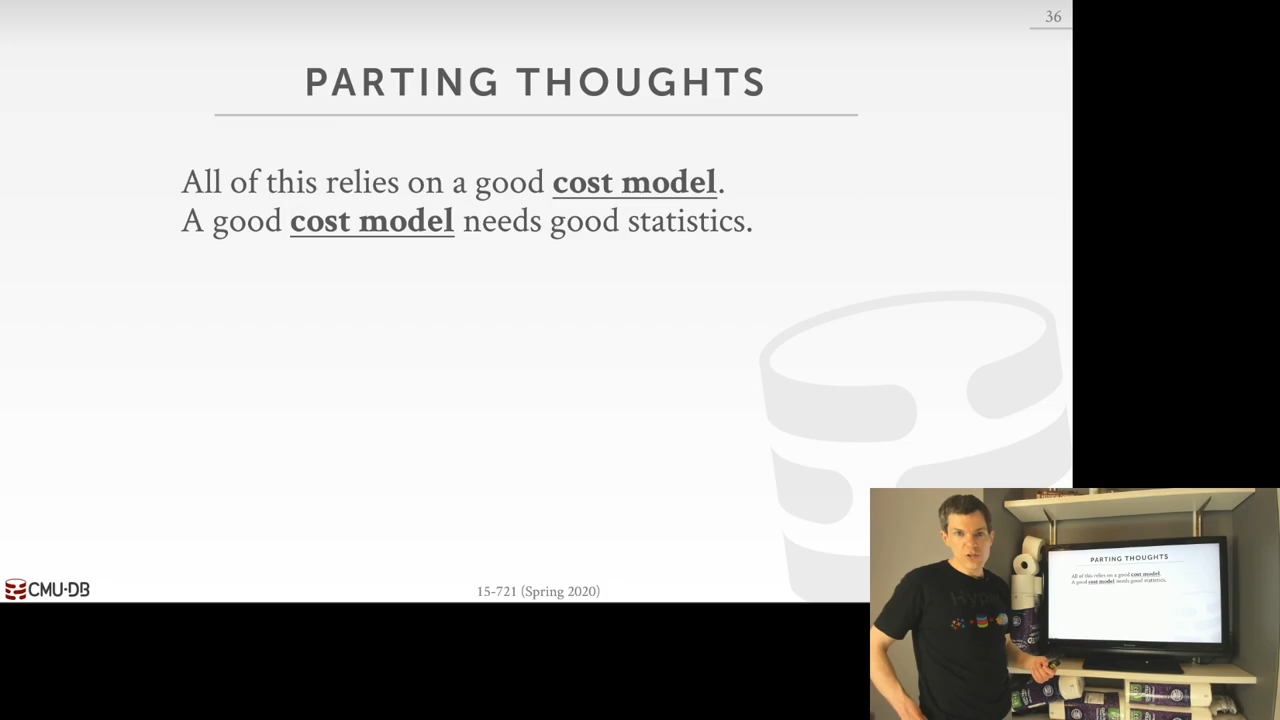 36
PARTING THOUGHTS
All of this relies on a good cost model.
A good cost model needs good statistics.
CMU·DB
15-721 (Spring 2020)
PARTING THOUGHTS
All of this relies on a good cost model.
A good cost model needs good statistics.